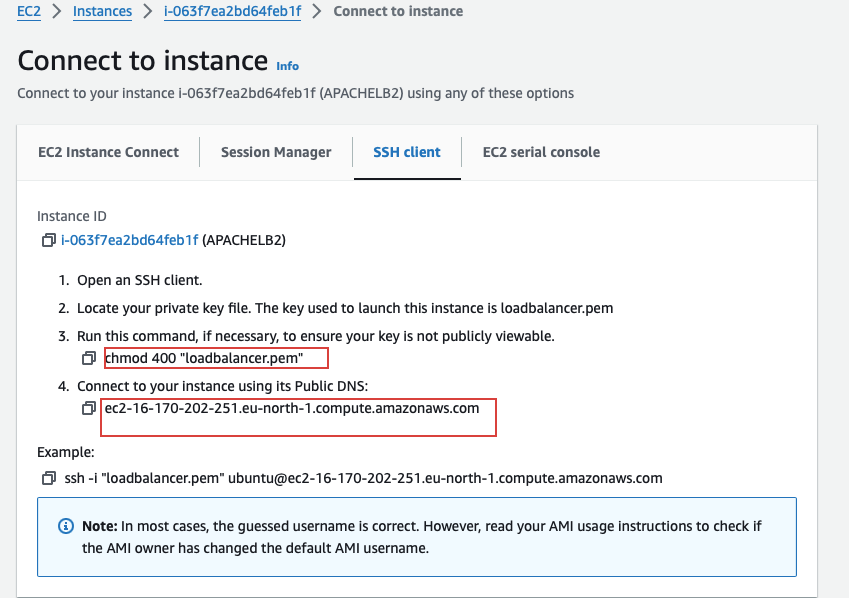 EC2 > Instances > i-063f7ea2bd64feb1f > Connect to instance
Connect to instance Info
Connect to your instance i-063f7ea2bd64feb1f (APACHELB2) using any of these options
EC2 Instance Connect Session Manager SSH client EC2 serial console
Instance ID
i-063f7ea2bd64feb1f (APACHELB2)
1. Open an SSH client.
2. Locate your private key file. The key used to launch this instance is loadbalancer.pem
3. Run this command, if necessary, to ensure your key is not publicly viewable.
chmod 400 "loadbalancer.pem"
4. Connect to your instance using its Public DNS:
ec2-16-170-202-251.eu-north-1.compute.amazonaws.com
Example:
ssh -i "loadbalancer.pem" ubuntu@ec2-16-170-202-251.eu-north-1.compute.amazonaws.com
Note: In most cases, the guessed username is correct. However, read your AMI usage instructions to check if
the AMI owner has changed the default AMI username.